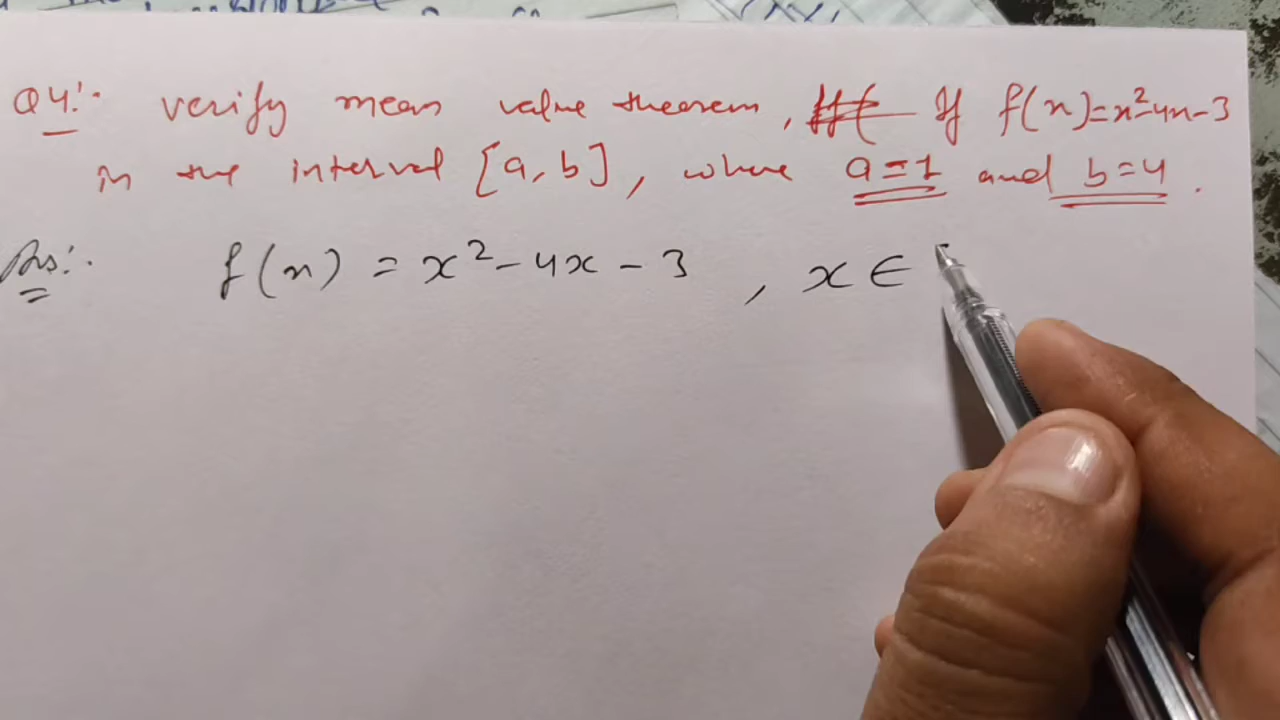 Q4:- verify mean value theorem, If f(x)=x²-4x-3
in the interval [a, b], where a=1 and b=4.
Ans:- f(x) = x²-4x-3, x∈